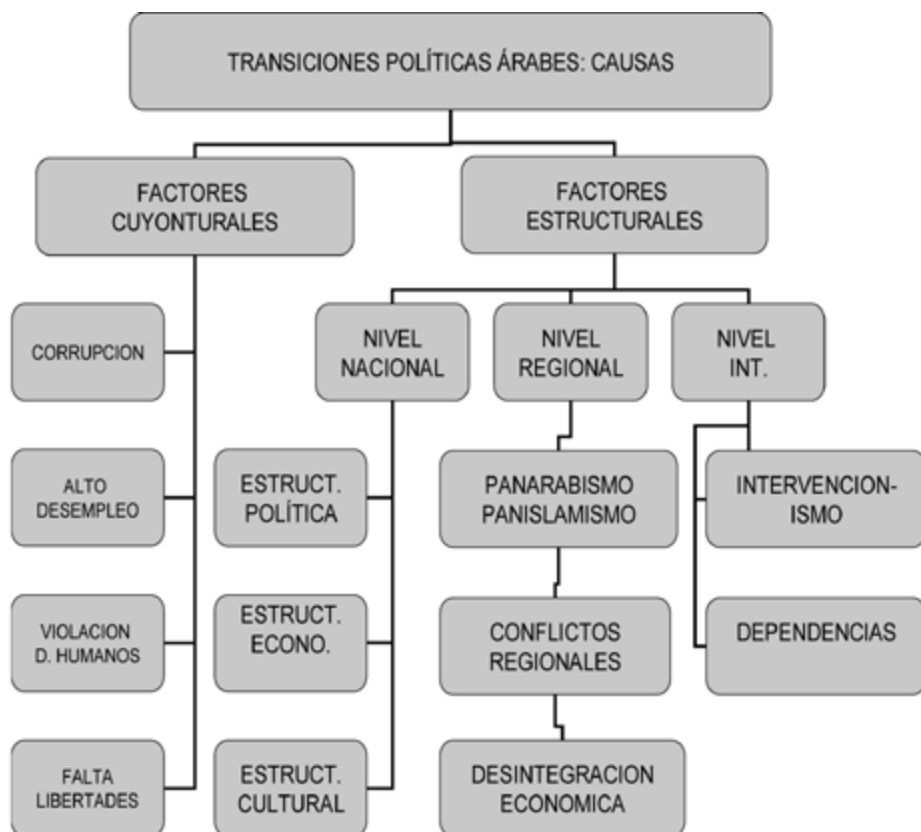 TRANSICIONES POLÍTICAS ÁRABES: CAUSAS
FACTORES
CUYONTURALES
FACTORES
ESTRUCTURALES
CORRUPCION
ALTO
DESEMPLEO
VIOLACION
D. HUMANOS
FALTA
LIBERTADES
NIVEL
NACIONAL
ESTRUCT.
POLÍTICA
ESTRUCT.
ECONO.
ESTRUCT.
CULTURAL
NIVEL
REGIONAL
PANARABISMO
PANISLAMISMO
CONFLICTOS
REGIONALES
DESINTEGRACION
ECONOMICA
NIVEL
INT.
INTERVENCION-
ISMO
DEPENDENCIAS